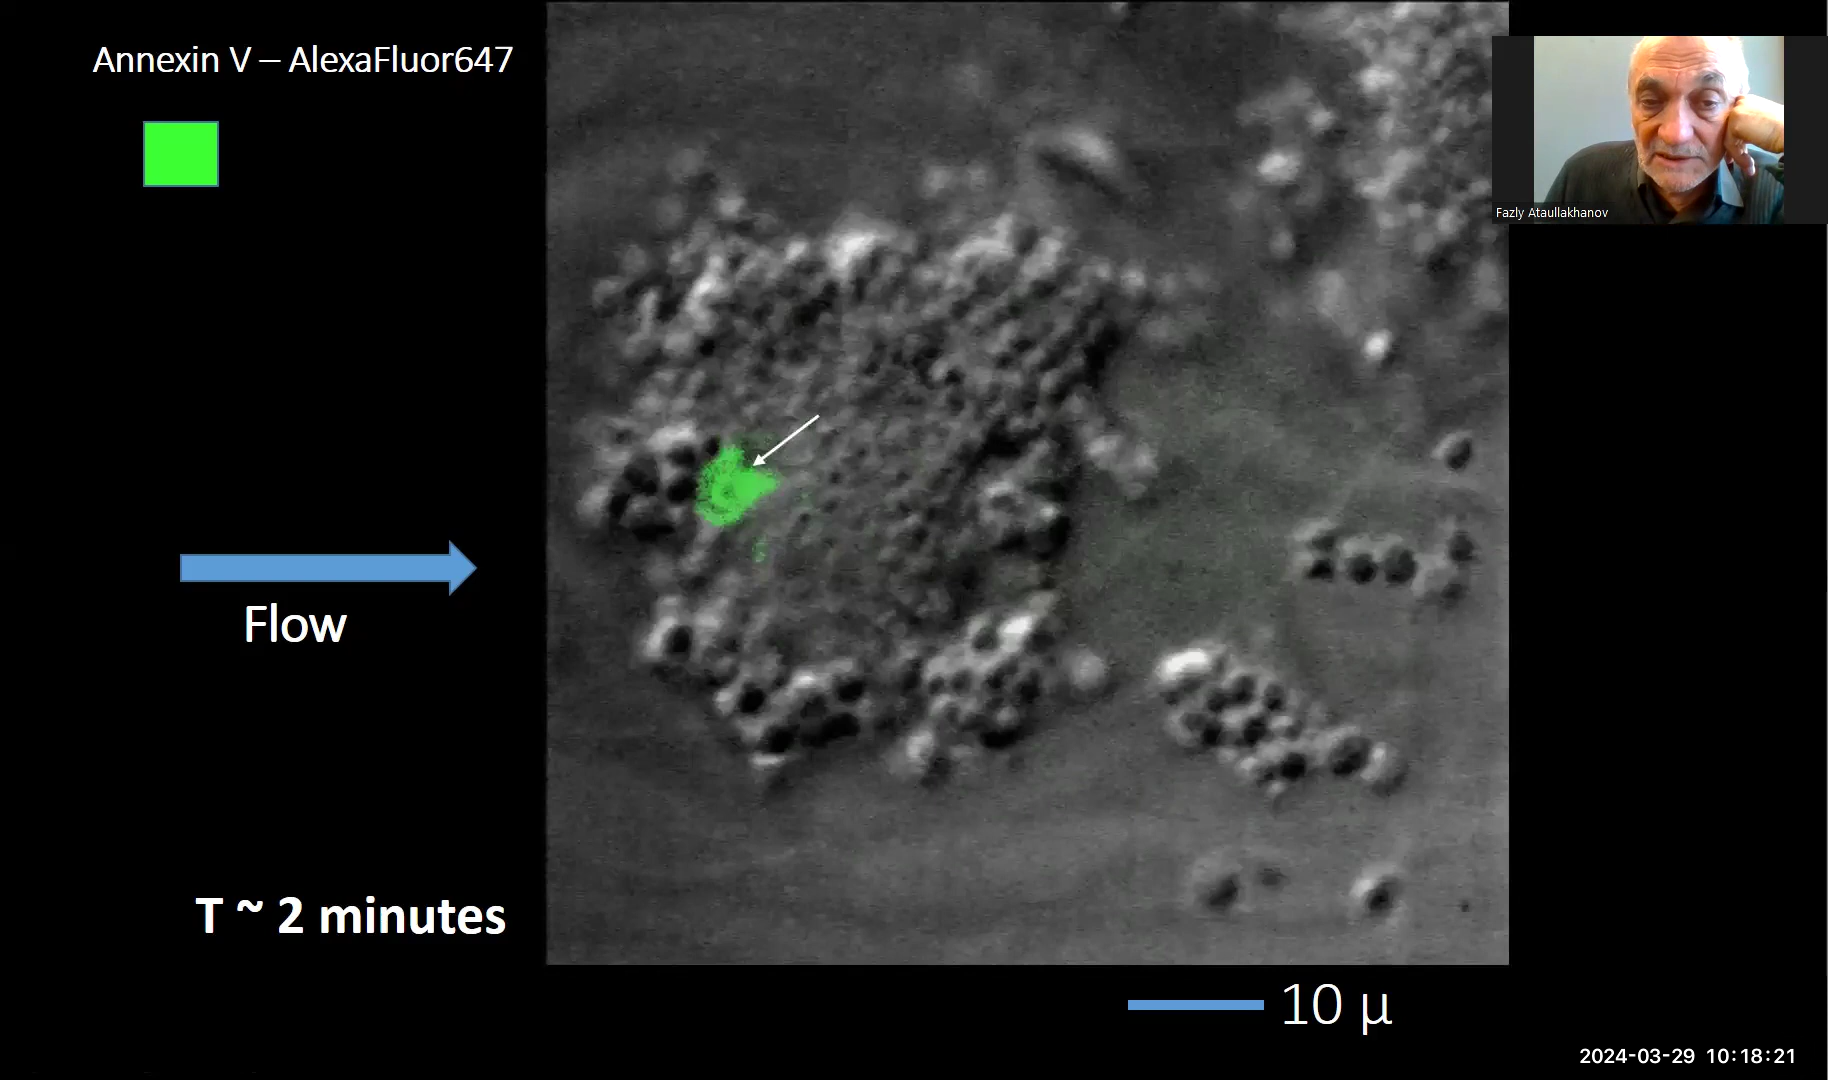 Annexin V – AlexaFluor647
Fazly Ataullakhanov
Flow
T ~ 2 minutes
10 µ
2024-03-29 10:18:21